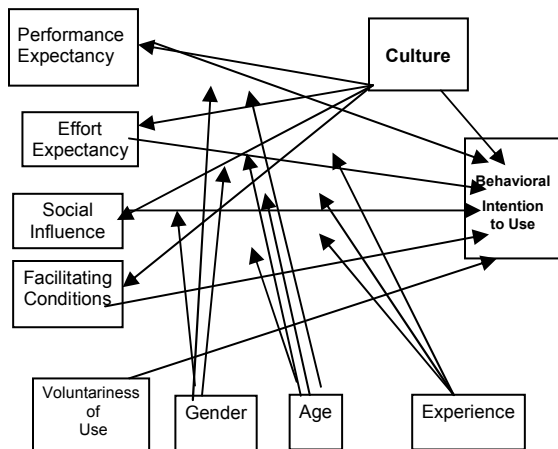 Performance
Expectancy
Culture
Effort
Expectancy
Behavioral
Intention
to Use
Social
Influence
Facilitating
Conditions
Voluntariness
of
Use
Gender
Age
Experience